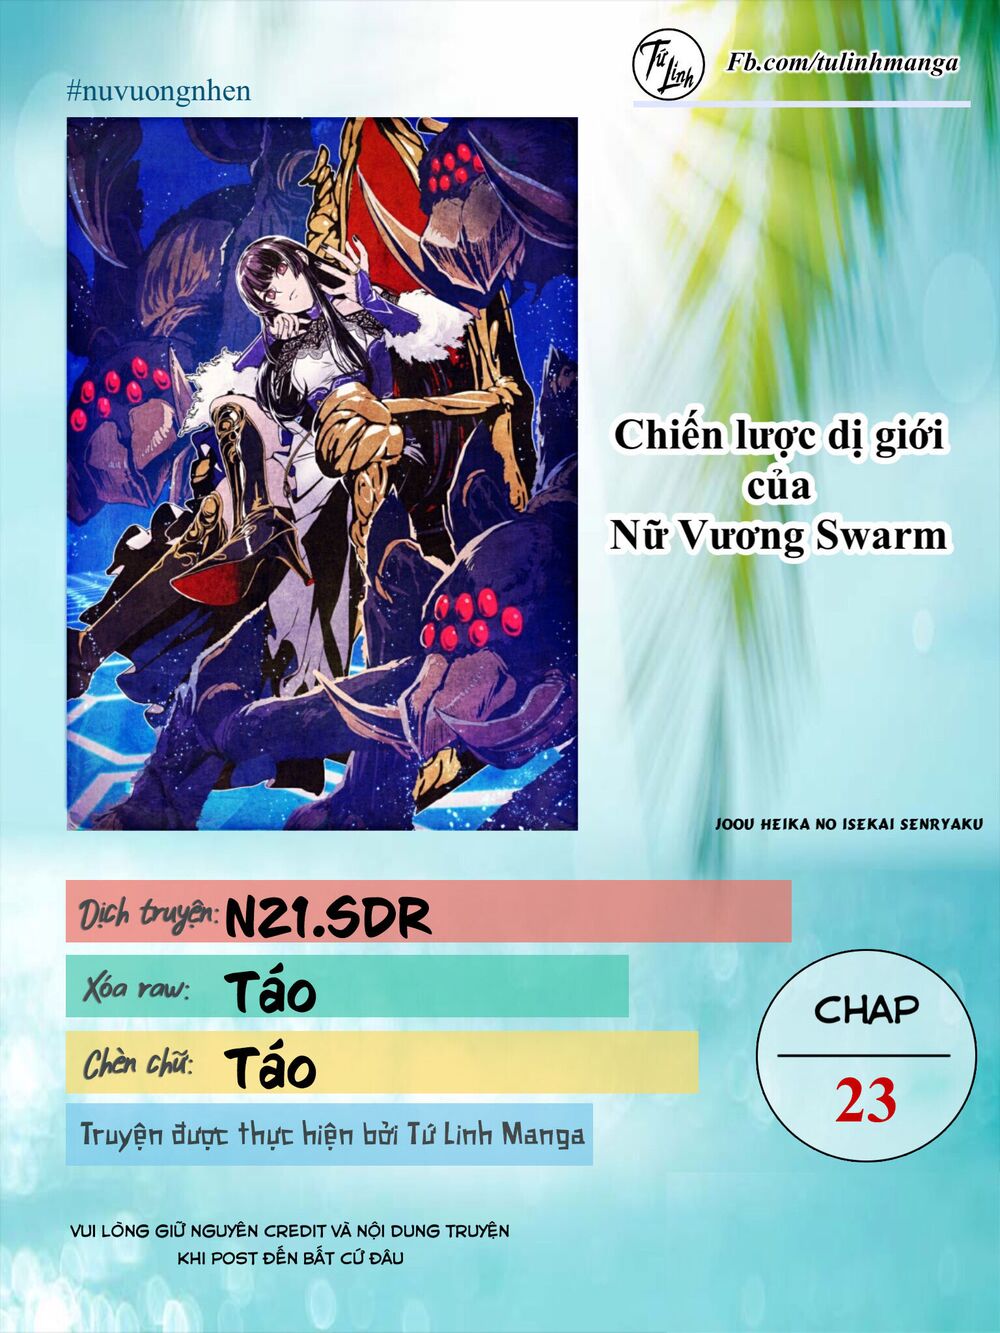 #nuvuongnhen
Tứ Linh
Fb.com/tulinhmanga
Chiến lược dị giới
của
Nữ Vương Swarm
JOOU HEIKA NO ISEKAI SENRYAKU
Dịch truyện: N21.SDR
Xóa raw: Táo
Chèn chữ: Táo
Truyện được thực hiện bởi Tứ Linh Manga
CHAP
23
VUI LÒNG GIỮ NGUYÊN CREDIT VÀ NỘI DUNG TRUYỆN
KHI POST ĐẾN BẤT CỨ ĐÂU